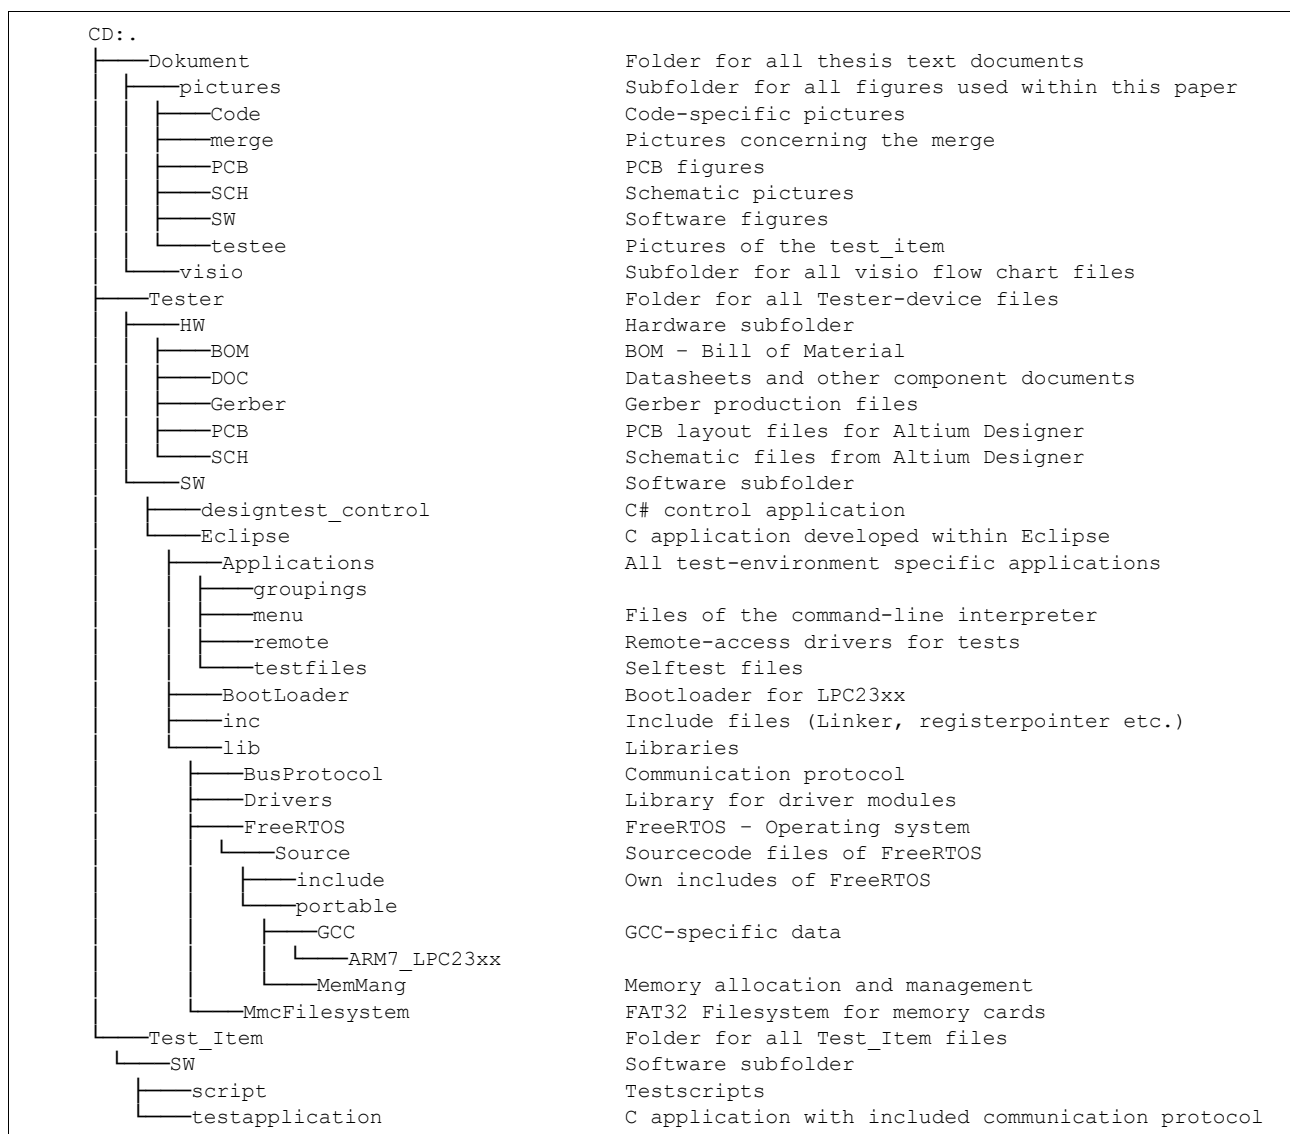 CD:.
├────Dokument Folder for all thesis text documents
│ ├────pictures Subfolder for all figures used within this paper
│ │ ├────Code Code-specific pictures
│ │ ├────merge Pictures concerning the merge
│ │ ├────PCB PCB figures
│ │ ├────SCH Schematic pictures
│ │ ├────SW Software figures
│ │ └────testee Pictures of the test_item
│ └────visio Subfolder for all visio flow chart files
├────Tester Folder for all Tester-device files
│ ├────HW Hardware subfolder
│ │ ├────BOM BOM – Bill of Material
│ │ ├────DOC Datasheets and other component documents
│ │ ├────Gerber Gerber production files
│ │ ├────PCB PCB layout files for Altium Designer
│ │ └────SCH Schematic files from Altium Designer
│ └────SW Software subfolder
│ ├────designtest_control C# control application
│ └────Eclipse C application developed within Eclipse
│ ├────Applications All test-environment specific applications
│ │ ├────groupings
│ │ ├────menu Files of the command-line interpreter
│ │ ├────remote Remote-access drivers for tests
│ │ └────testfiles Selftest files
│ ├────BootLoader Bootloader for LPC23xx
│ ├────inc Include files (Linker, registerpointer etc.)
│ └────lib Libraries
│ ├────BusProtocol Communication protocol
│ ├────Drivers Library for driver modules
│ ├────FreeRTOS FreeRTOS – Operating system
│ │ └────Source Sourcecode files of FreeRTOS
│ │ ├────include Own includes of FreeRTOS
│ │ └────portable
│ │ ├────GCC GCC-specific data
│ │ │ └────ARM7_LPC23xx
│ │ └────MemMang Memory allocation and management
│ └────MmcFilesystem FAT32 Filesystem for memory cards
└────Test_Item Folder for all Test_Item files
└────SW Software subfolder
├────script Testscripts
└────testapplication C application with included communication protocol